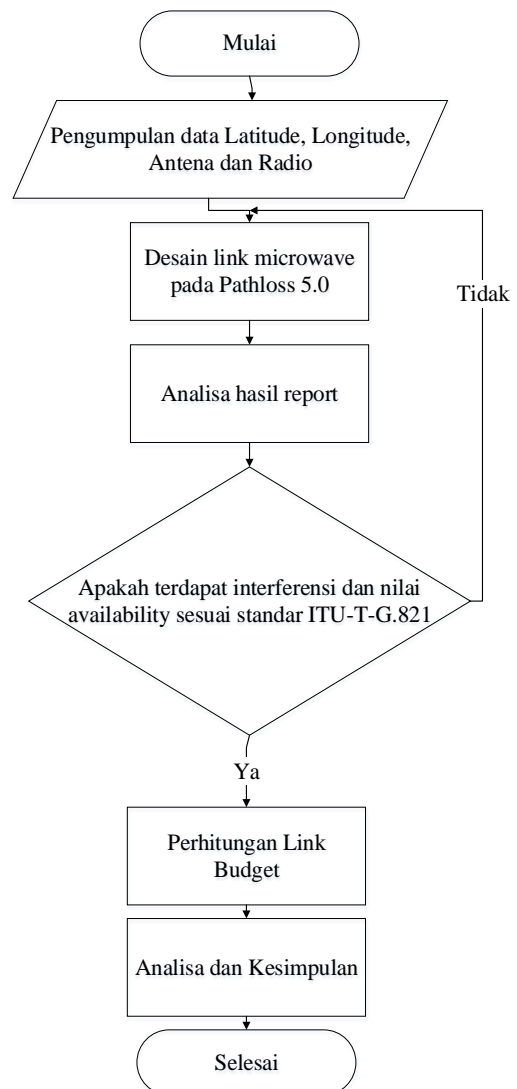 Mulai
Pengumpulan data Latitude, Longitude,
Antena dan Radio
Desain link microwave
pada Pathloss 5.0
Tidak
Analisa hasil report
Apakah terdapat interferensi dan nilai
availability sesuai standar ITU-T-G.821
Ya
Perhitungan Link
Budget
Analisa dan Kesimpulan
Selesai